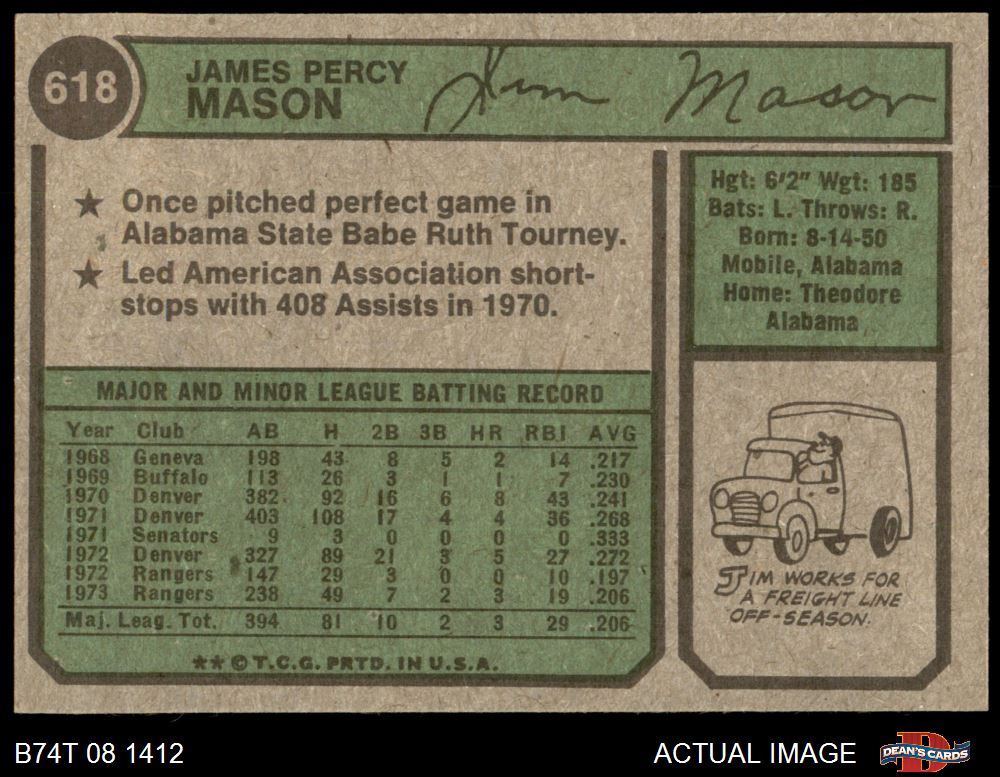 618
JAMES PERCY
MASON
Jim Mason
★ Once pitched perfect game in
Alabama State Babe Ruth Tourney.
★ Led American Association short-
stops with 408 Assists in 1970.
Hgt: 6'2" Wgt: 185
Bats: L. Throws: R.
Born: 8-14-50
Mobile, Alabama
Home: Theodore
Alabama
MAJOR AND MINOR LEAGUE BATTING RECORD
Year Club AB H 2B 3B HR RBI AVG
1968 Geneva 198 43 8 5 2 14 .217
1969 Buffalo 113 26 3 1 1 7 .230
1970 Denver 382 92 16 6 8 43 .241
1971 Denver 403 108 17 4 4 36 .268
1971 Senators 9 3 0 0 0 0 .333
1972 Denver 327 89 21 3 5 27 .272
1972 Rangers 147 29 3 0 0 10 .197
1973 Rangers 238 49 7 2 3 19 .206
Maj. Leag. Tot. 394 81 10 2 3 29 .206
★★ © T.C.G. PRTD. IN U.S.A.
JIM WORKS FOR
A FREIGHT LINE
OFF-SEASON.
B74T 08 1412
ACTUAL IMAGE
D
DEAN'S CARDS